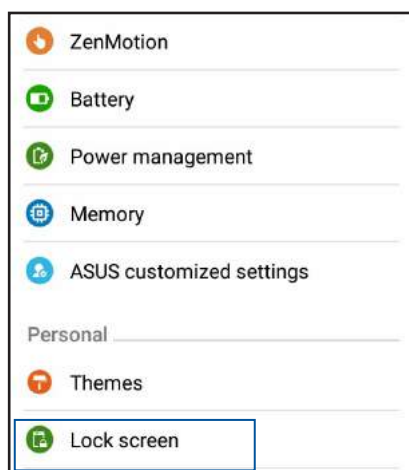 ZenMotion
Battery
Power management
Memory
ASUS customized settings
Personal
Themes
Lock screen